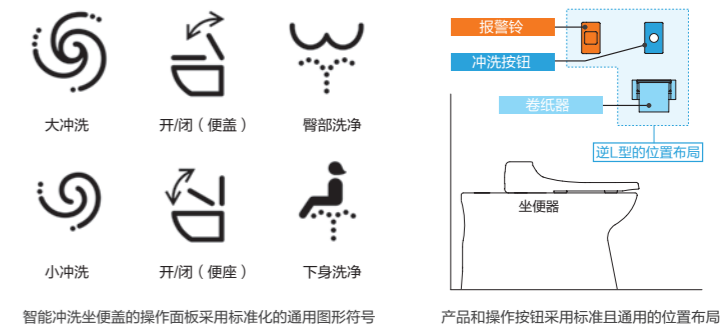 大冲洗
开/闭（便盖）
臀部洗净
小冲洗
开/闭（便座）
下身洗净
智能冲洗坐便盖的操作面板采用标准化的通用图形符号
报警铃
冲洗按钮
卷纸器
逆L型的位置布局
坐便器
产品和操作按钮采用标准且通用的位置布局